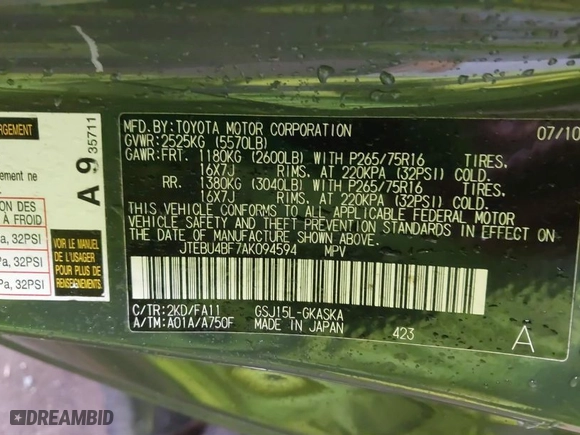 ARGEMENT
ement ne
ION DES
À FROID
a, 32PSI
Pa, 32PSI
Pa, 32PSI
A9
35711
VOIR LE MANUEL
DE L'USAGER
POUR PLUS DE
RENSEIGNEMENTS
MFD. BY: TOYOTA MOTOR CORPORATION 07/10
GVWR: 2525KG (5570LB)
GAWR: FRT. 1180KG (2600LB) WITH P265/75R16 TIRES,
16X7J RIMS, AT 220KPA (32PSI) COLD.
RR. 1380KG (3040LB) WITH P265/75R16 TIRES,
16X7J RIMS, AT 220KPA (32PSI) COLD.
THIS VEHICLE CONFORMS TO ALL APPLICABLE FEDERAL MOTOR
VEHICLE SAFETY AND THEFT PREVENTION STANDARDS IN EFFECT ON
THE DATE OF MANUFACTURE SHOWN ABOVE.
JTEBU4BF7AK094594 MPV
C/TR: 2KD/FA11 GSJ15L-GKASKA
A/TM: A01A/A750F MADE IN JAPAN 423 A
DREAMBID